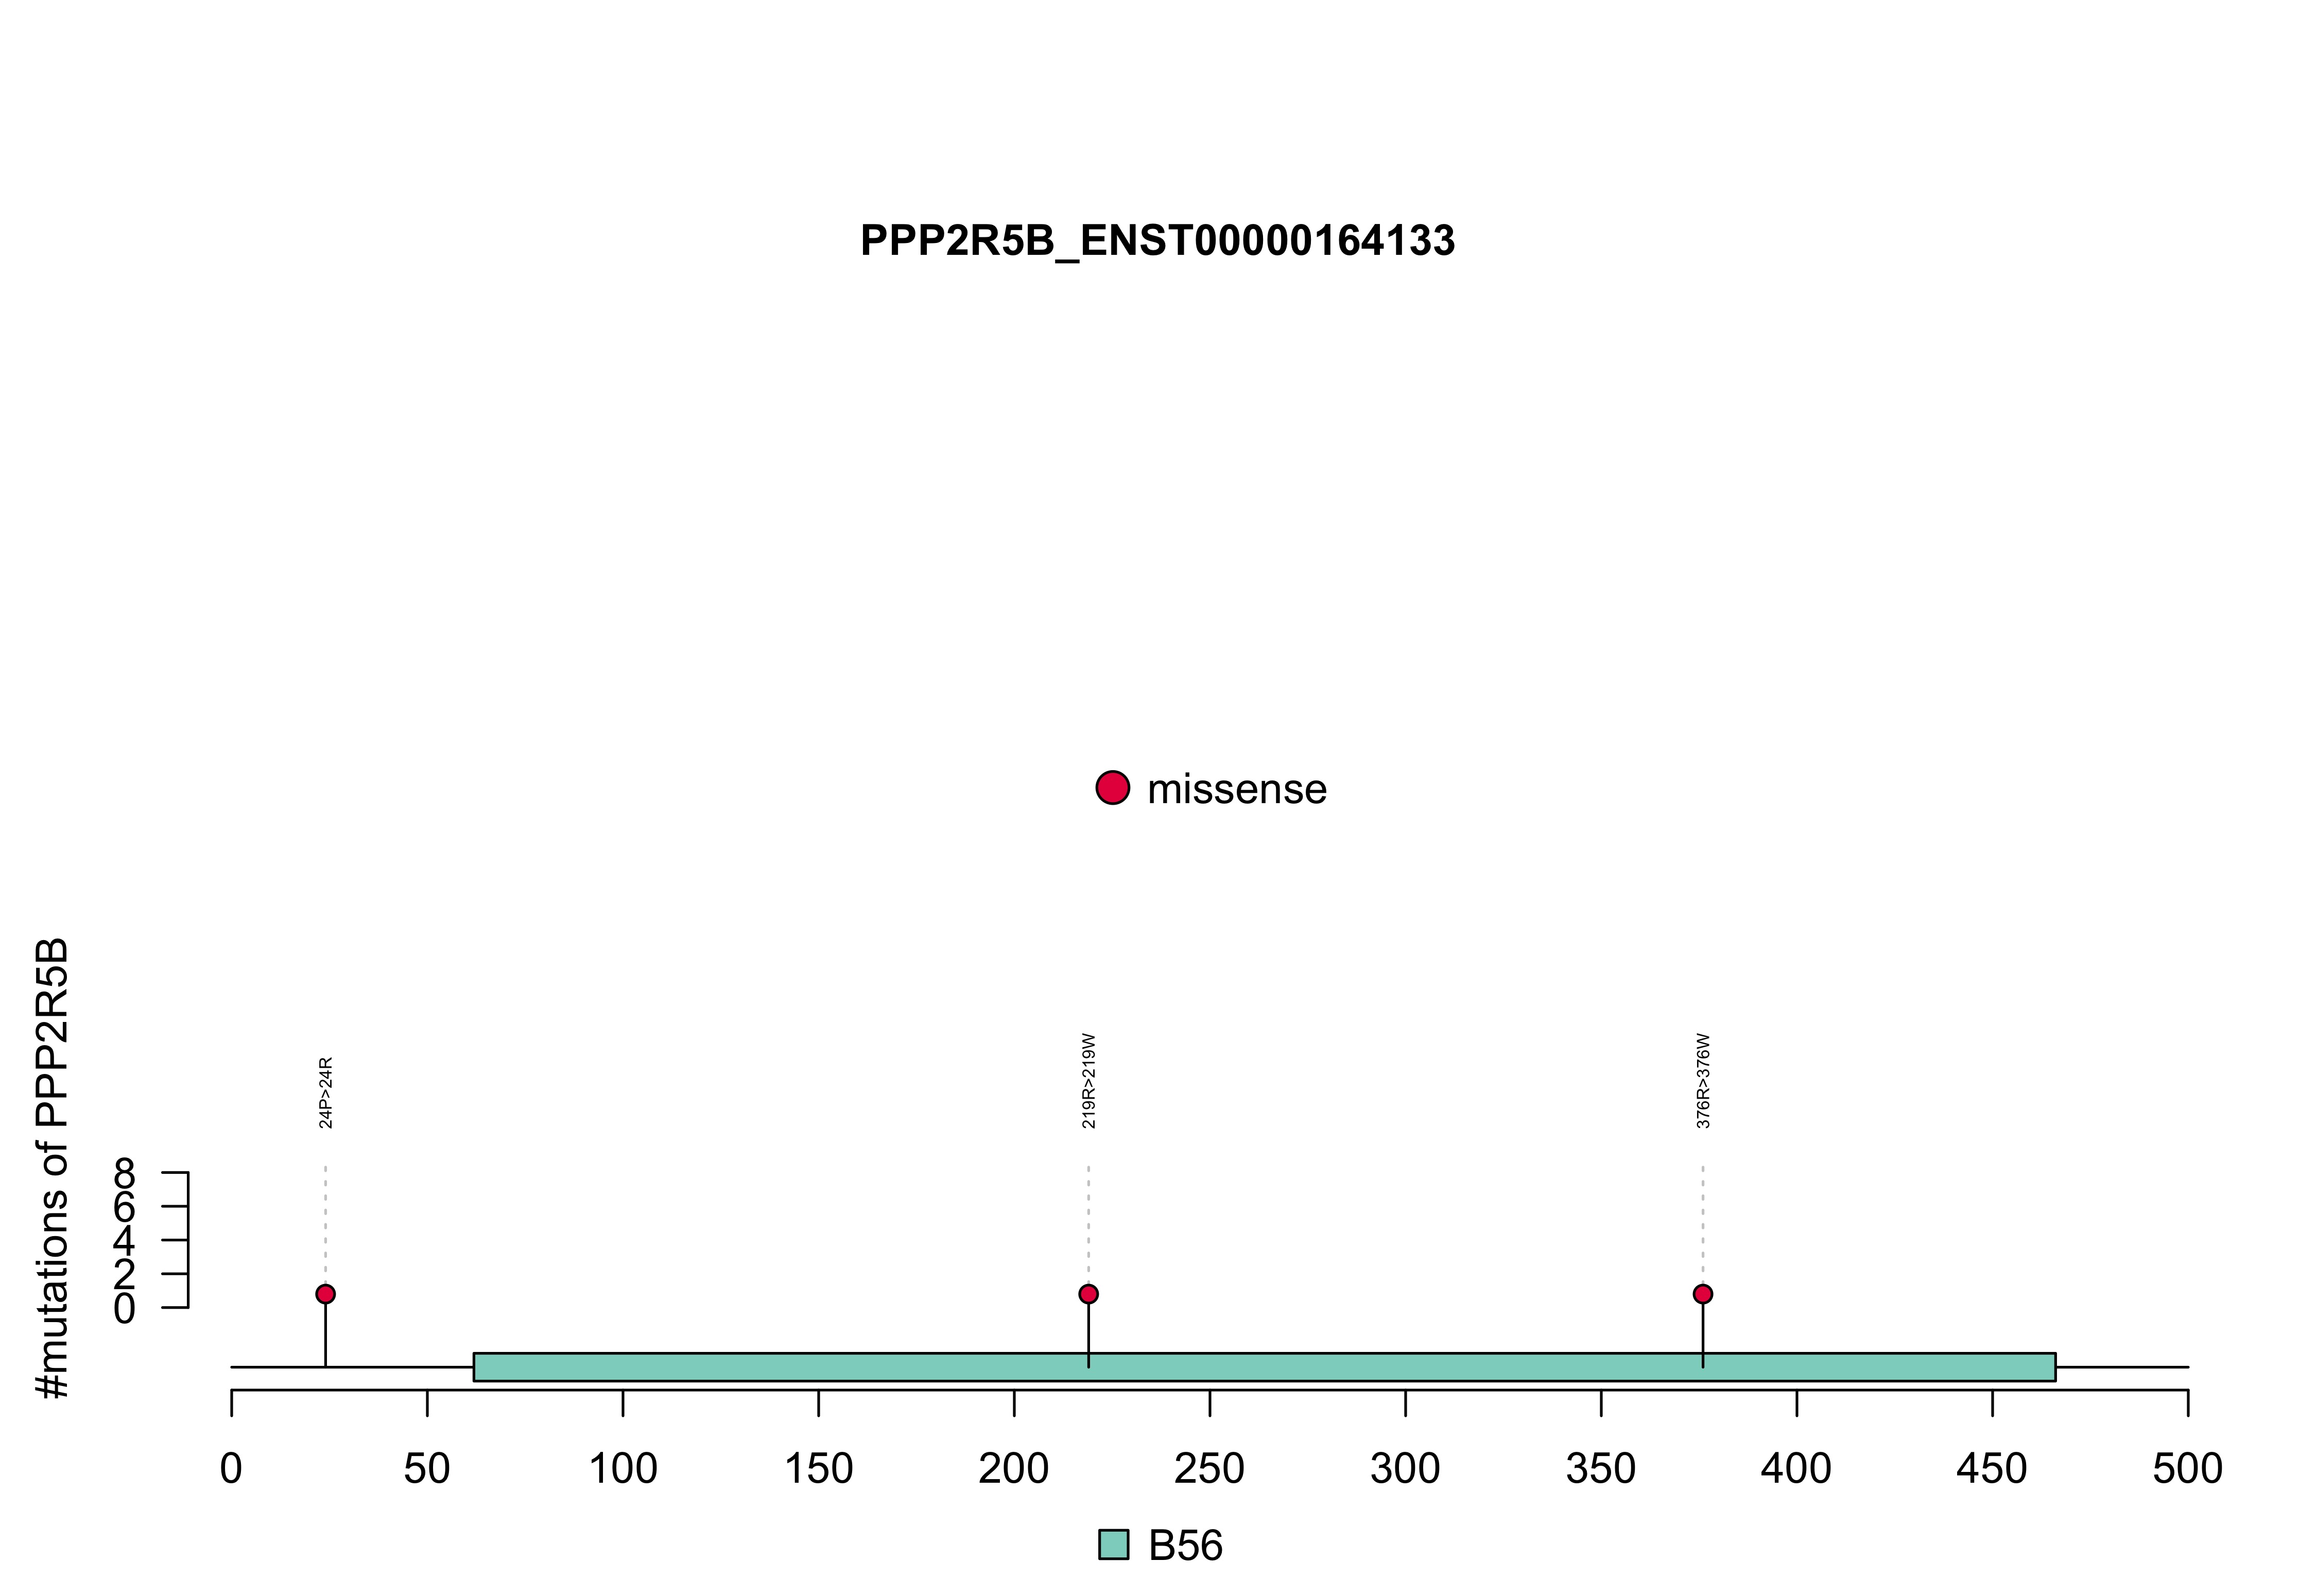 PPP2R5B_ENST00000164133
missense
#mutations of PPP2R5B
24P>24R
219R>219W
376R>376W
8
6
4
2
0
0 50 100 150 200 250 300 350 400 450 500
B56